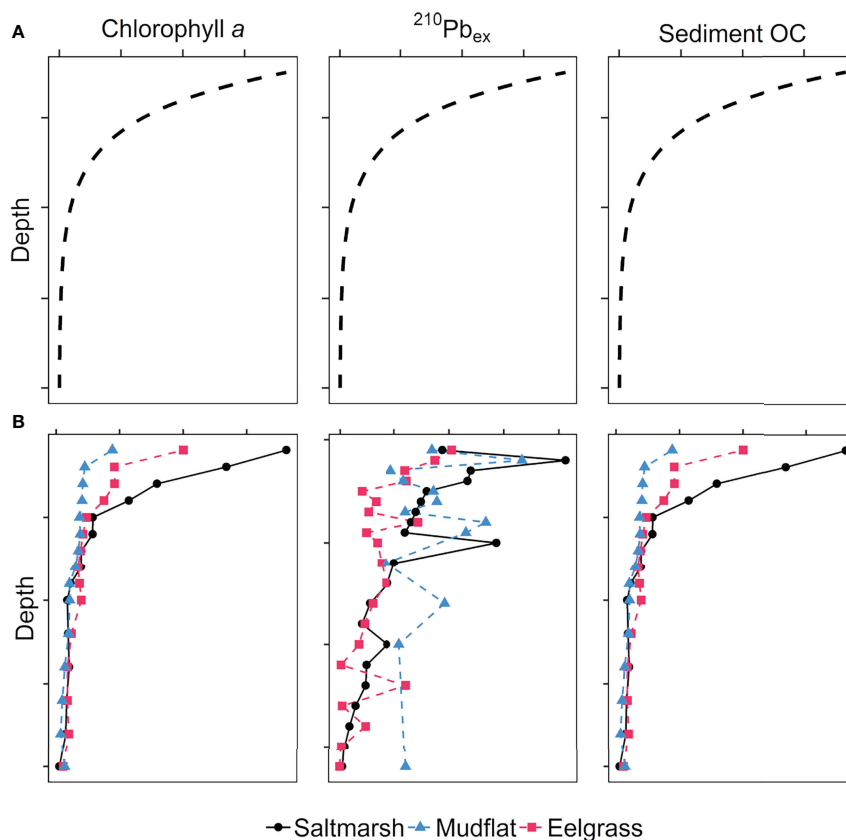 A
Chlorophyll a
210Pbex
Sediment OC
Depth
B
Depth
Saltmarsh Mudflat Eelgrass